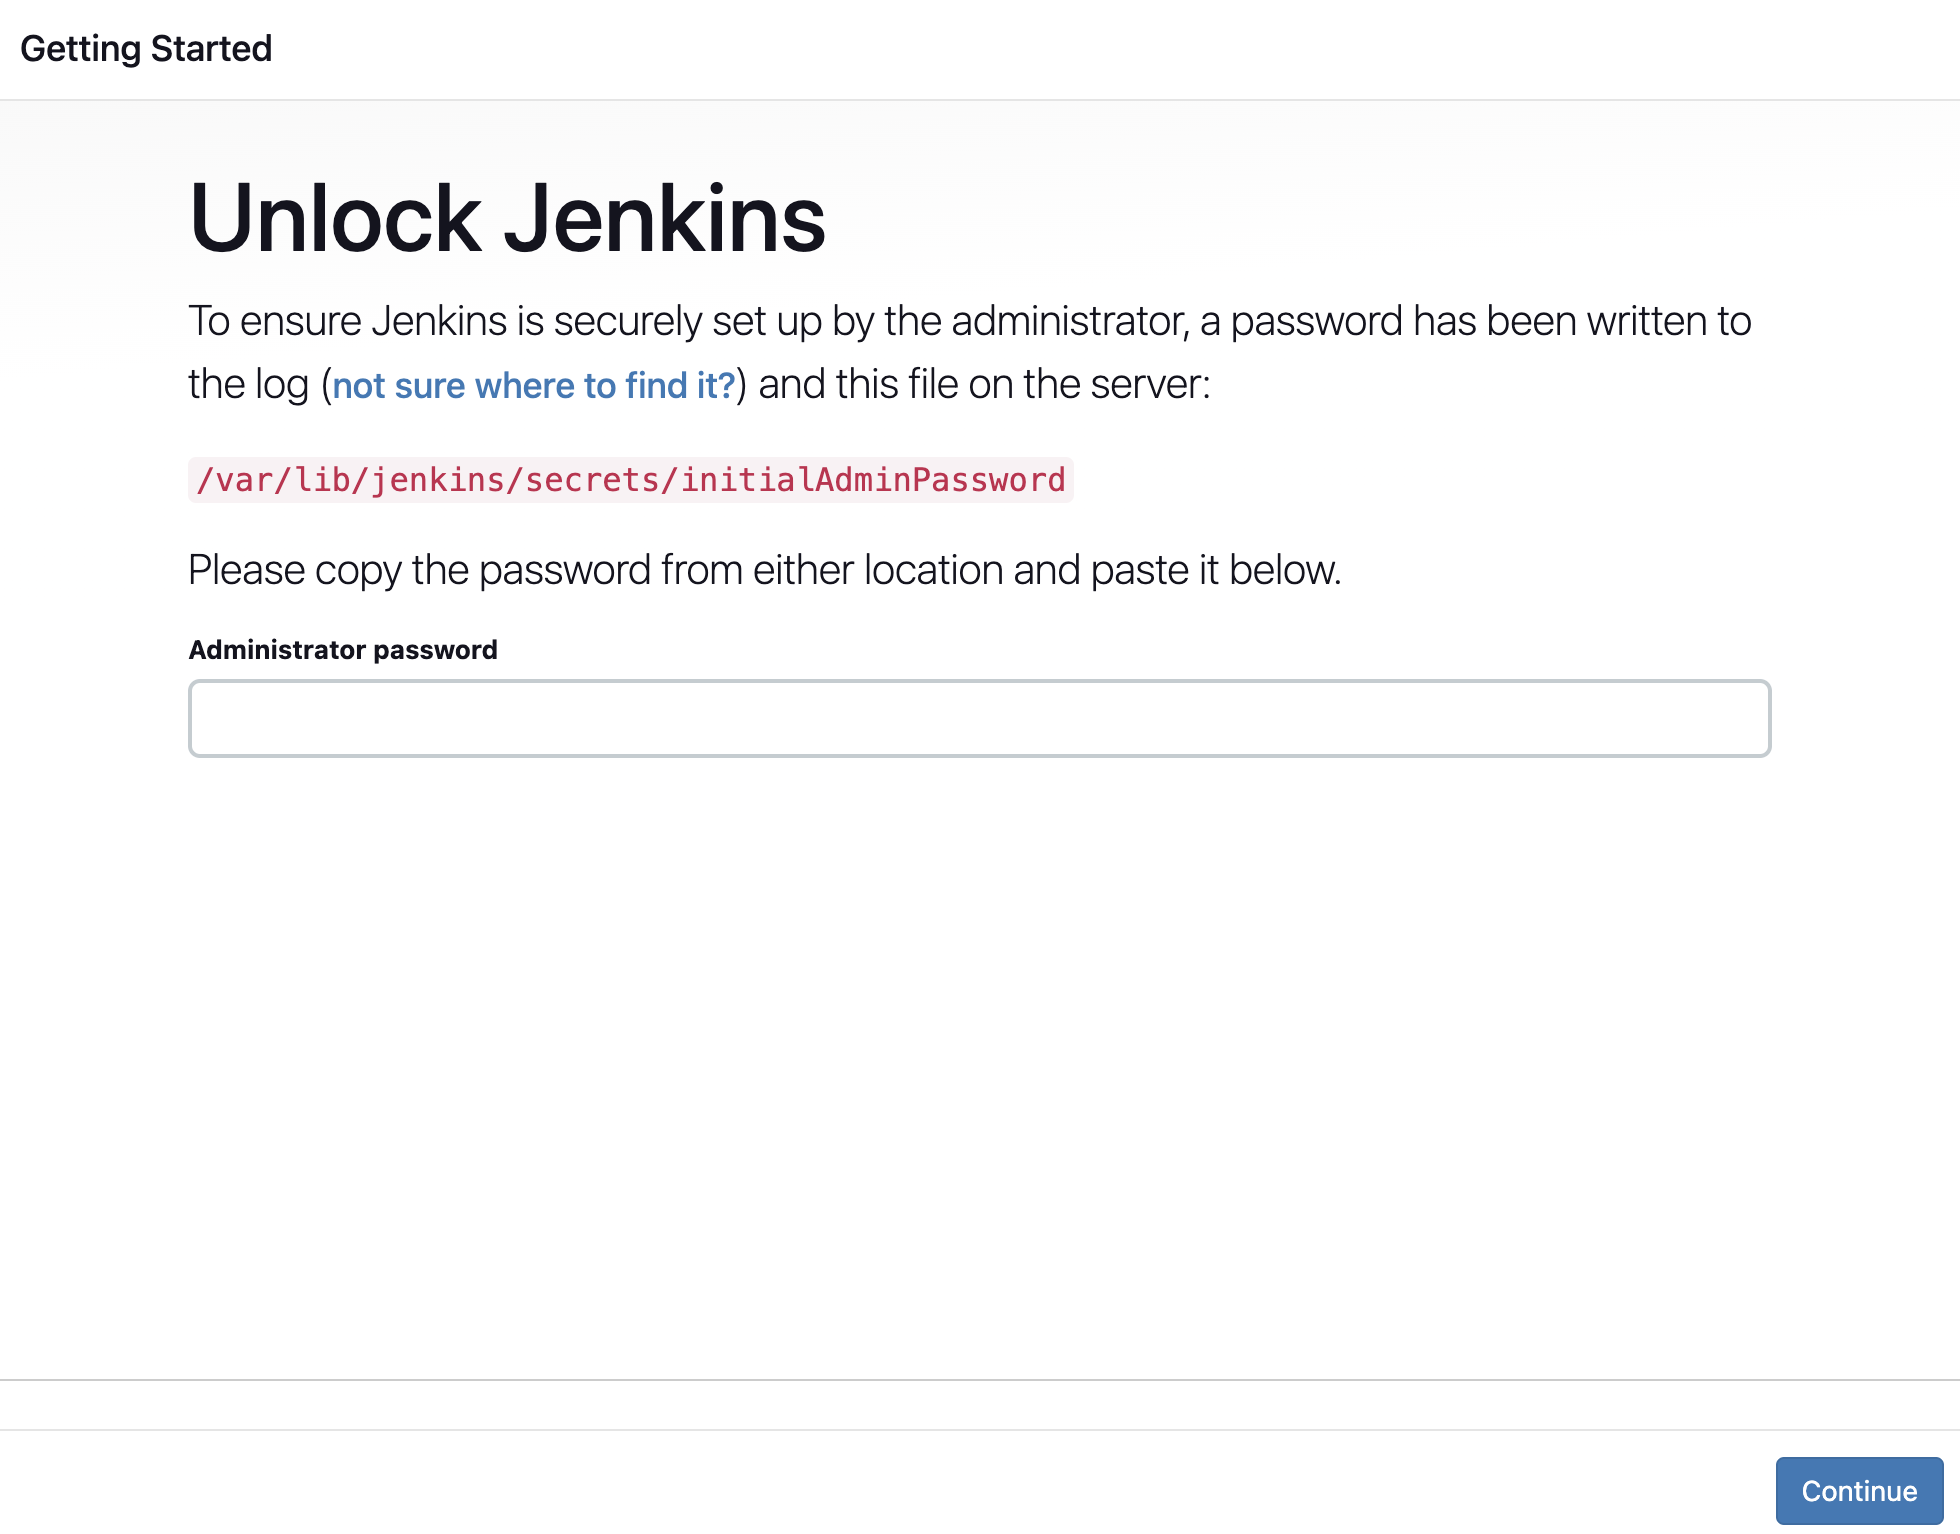 Getting Started
Unlock Jenkins
To ensure Jenkins is securely set up by the administrator, a password has been written to
the log (not sure where to find it?) and this file on the server:
/var/lib/jenkins/secrets/initialAdminPassword
Please copy the password from either location and paste it below.
Administrator password
Continue